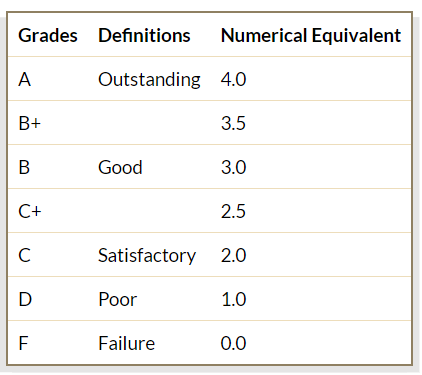 Grades Definitions Numerical Equivalent
A Outstanding 4.0
B+ 3.5
B Good 3.0
C+ 2.5
C Satisfactory 2.0
D Poor 1.0
F Failure 0.0